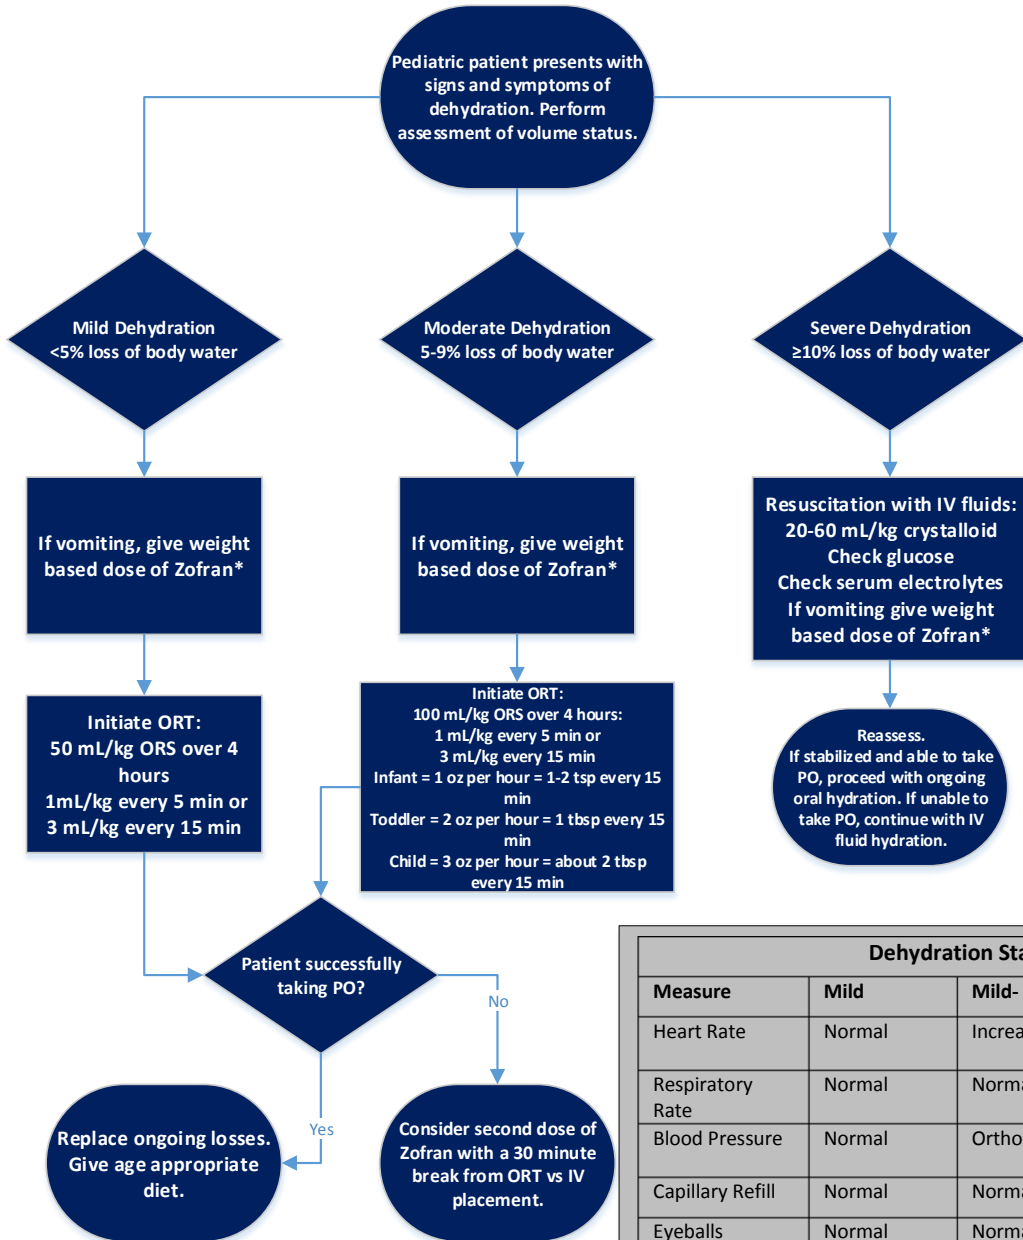 Pediatric patient presents with
signs and symptoms of
dehydration. Perform
assessment of volume status.
Mild Dehydration
<5% loss of body water
Moderate Dehydration
5-9% loss of body water
Severe Dehydration
≥10% loss of body water
If vomiting, give weight
based dose of Zofran*
If vomiting, give weight
based dose of Zofran*
Resuscitation with IV fluids:
20-60 mL/kg crystalloid
Check glucose
Check serum electrolytes
If vomiting give weight
based dose of Zofran*
Initiate ORT:
50 mL/kg ORS over 4
hours
1mL/kg every 5 min or
3 mL/kg every 15 min
Initiate ORT:
100 mL/kg ORS over 4 hours:
1 mL/kg every 5 min or
3 mL/kg every 15 min
Infant = 1 oz per hour = 1-2 tsp every 15
min
Toddler = 2 oz per hour = 1 tbsp every 15
min
Child = 3 oz per hour = about 2 tbsp
every 15 min
Reassess.
If stabilized and able to take
PO, proceed with ongoing
oral hydration. If unable to
take PO, continue with IV
fluid hydration.
Patient successfully
taking PO?
No
Yes
Replace ongoing losses.
Give age appropriate
diet.
Consider second dose of
Zofran with a 30 minute
break from ORT vs IV
placement.
Dehydration Sta
Measure Mild Mild-
Heart Rate Normal Increa
Respiratory Normal Norma
Rate
Blood Pressure Normal Ortho
Capillary Refill Normal Norma
Eyeballs Normal Norma